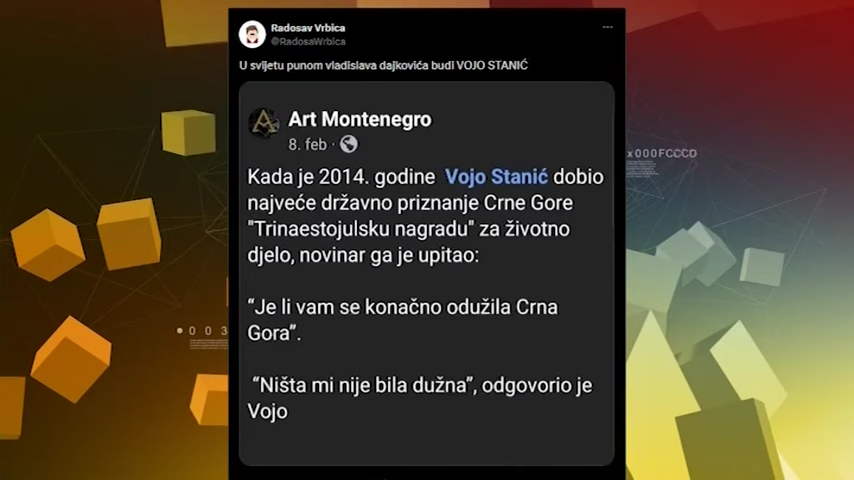 Radosav Vrbica
@RadosaWrbica
U svijetu punom vladislava dajkovića budi VOJO STANIĆ
Art Montenegro
8. feb ·
Kada je 2014. godine Vojo Stanić dobio
najveće državno priznanje Crne Gore
"Trinaestojulsku nagradu" za životno
djelo, novinar ga je upitao:
“Je li vam se konačno odužila Crna
Gora”.
“Ništa mi nije bila dužna”, odgovorio je
Vojo
x000FCCCD
003